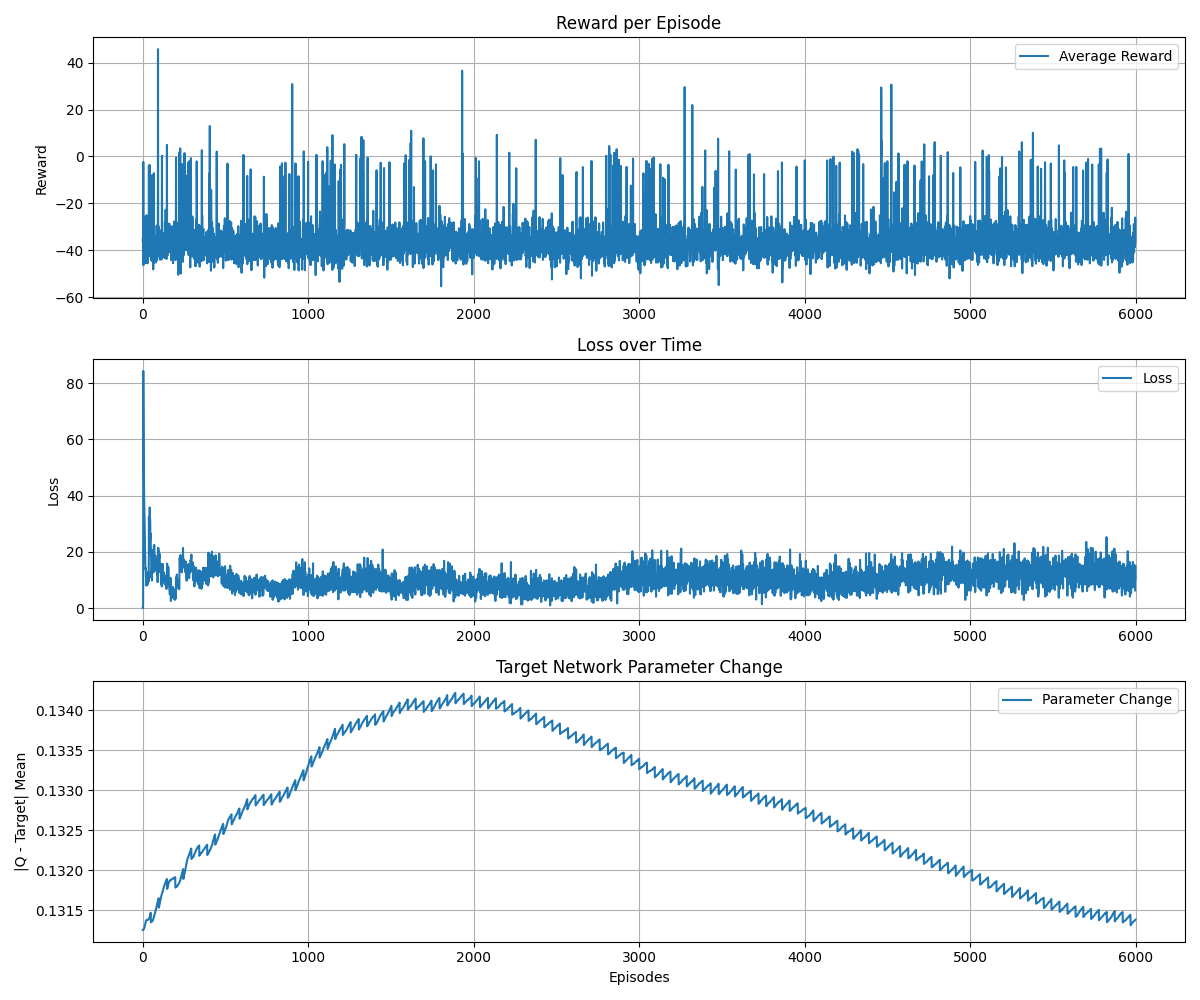 Reward per Episode
Average Reward
40
20
0
−20
−40
−60
Reward
0 1000 2000 3000 4000 5000 6000
Loss over Time
Loss
80
60
40
20
0
Loss
0 1000 2000 3000 4000 5000 6000
Target Network Parameter Change
Parameter Change
0.1340
0.1335
0.1330
0.1325
0.1320
0.1315
|Q - Target| Mean
0 1000 2000 3000 4000 5000 6000
Episodes